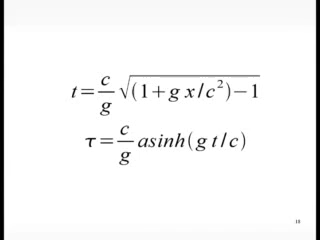 t = c/g √((1+g x/c²)−1)
τ = c/g asinh(g t/c)
18